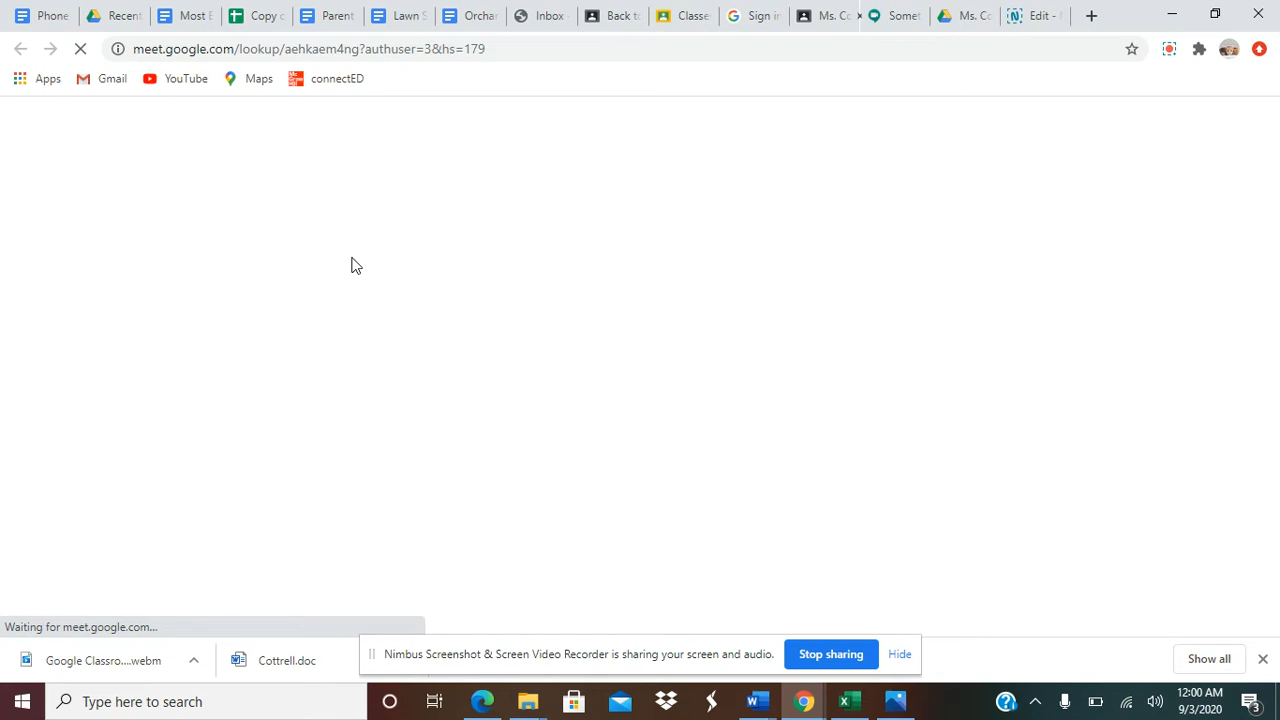 Phone Recent Most E Copy c Parent Lawn S Orchar Inbox Back to Classe Sign in Ms. Co Somet Ms. Co Edit -
meet.google.com/lookup/aehkaem4ng?authuser=3&hs=179
Apps Gmail YouTube Maps connectED
Waiting for meet.google.com...
Google Classro....webm Cottrell.doc Nimbus Screenshot & Screen Video Recorder is sharing your screen and audio. Stop sharing Hide Show all
Type here to search
12:00 AM
9/3/2020
3